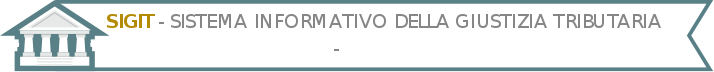 SIGIT - SISTEMA INFORMATIVO DELLA GIUSTIZIA TRIBUTARIA
-